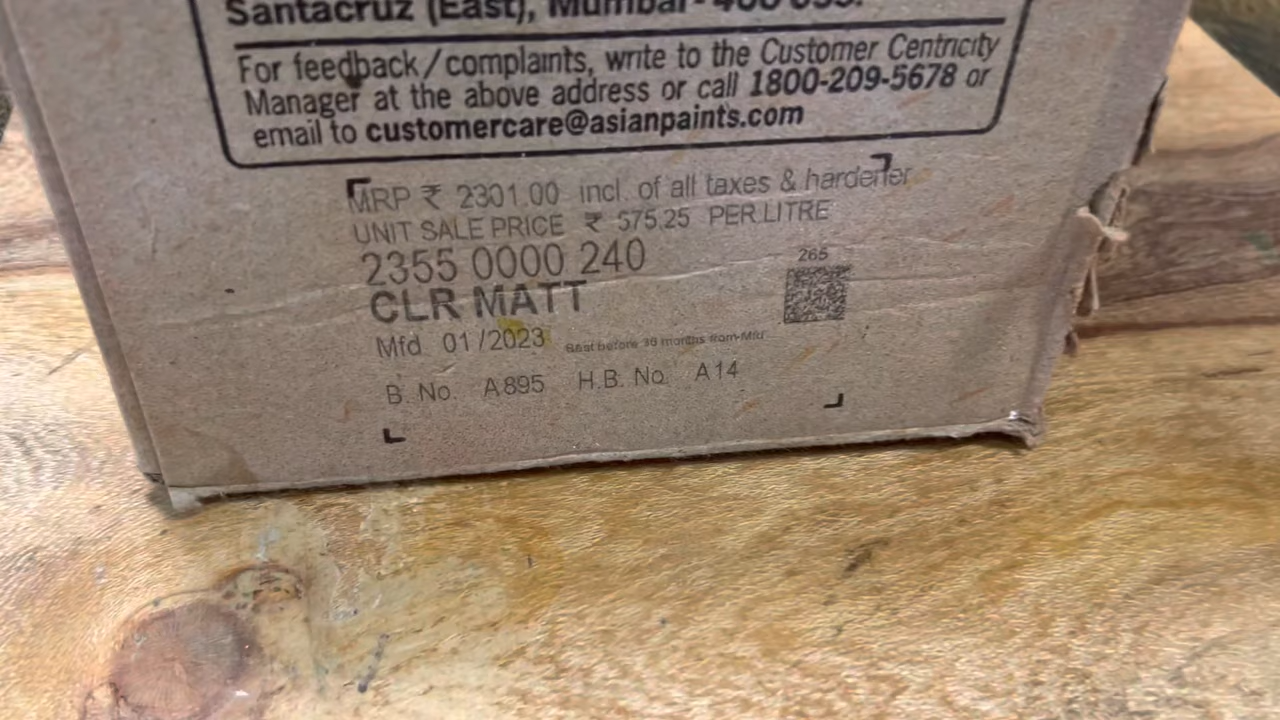 Santacruz (East), Mumbai - 400 055.
For feedback/complaints, write to the Customer Centricity
Manager at the above address or call 1800-209-5678 or
email to customercare@asianpaints.com
MRP ₹ 2301.00 incl. of all taxes & hardener
UNIT SALE PRICE ₹ 575.25 PER LITRE
2355 0000 240
265
CLR MATT
Mfd 01/2023 Best before 36 months from Mfd
B. No. A895 H.B. No. A14